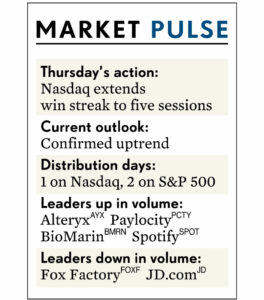 MARKET PULSE
Thursday's action:
Nasdaq extends
win streak to five sessions
Current outlook:
Confirmed uptrend
Distribution days:
1 on Nasdaq, 2 on S&P 500
Leaders up in volume:
Alteryx AYX Paylocity PCTY
BioMarin BMRN Spotify SPOT
Leaders down in volume:
Fox Factory FOXF JD.com JD